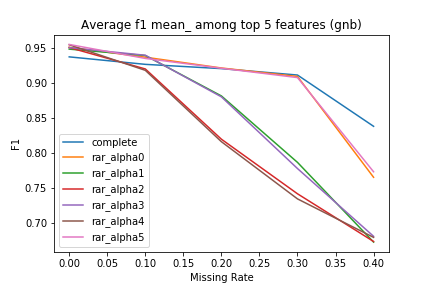 Average f1 mean_ among top 5 features (gnb)
F1
0.95
0.90
0.85
0.80
0.75
0.70
complete
rar_alpha0
rar_alpha1
rar_alpha2
rar_alpha3
rar_alpha4
rar_alpha5
0.00 0.05 0.10 0.15 0.20 0.25 0.30 0.35 0.40
Missing Rate